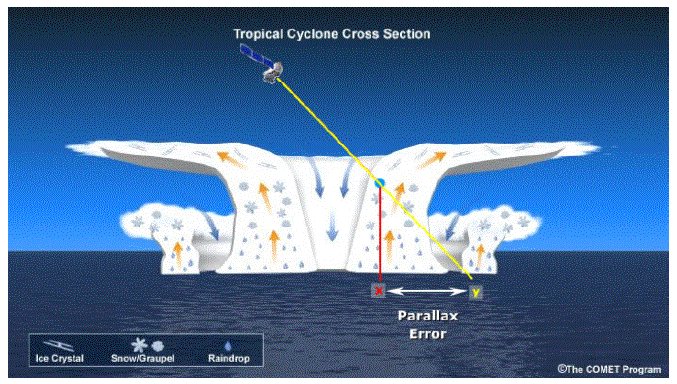 Tropical Cyclone Cross Section
x
y
Parallax
Error
Ice Crystal
Snow/Graupel
Raindrop
©The COMET Program